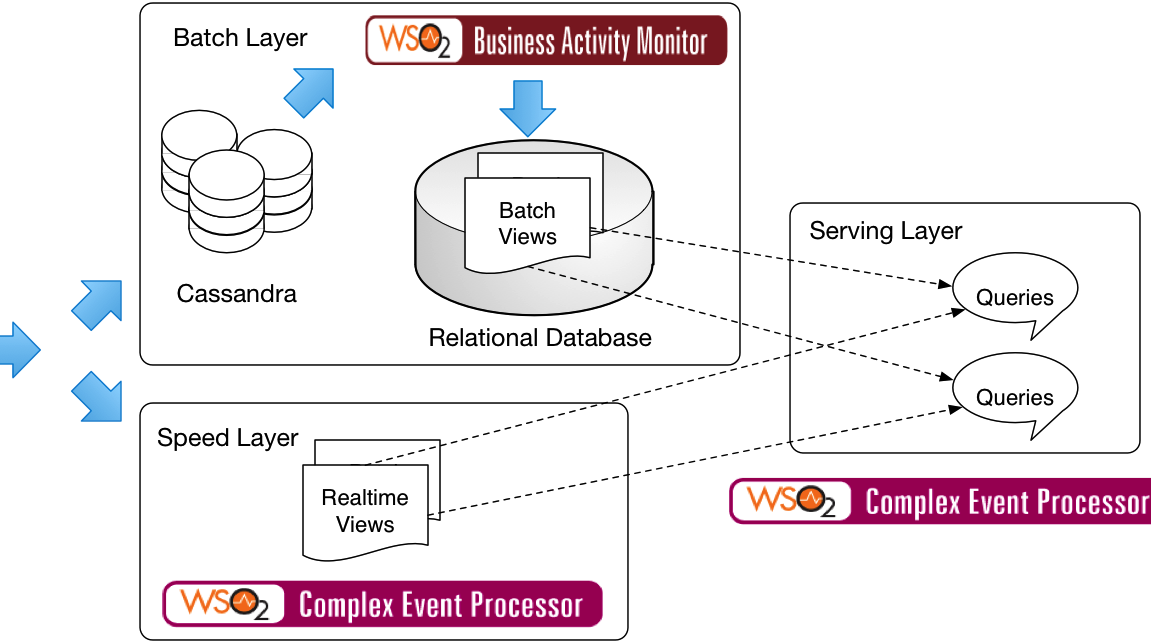 Batch Layer
WSO2 Business Activity Monitor
Batch
Views
Cassandra
Relational Database
Serving Layer
Queries
Queries
Speed Layer
Realtime
Views
WSO2 Complex Event Processor
WSO2 Complex Event Processor